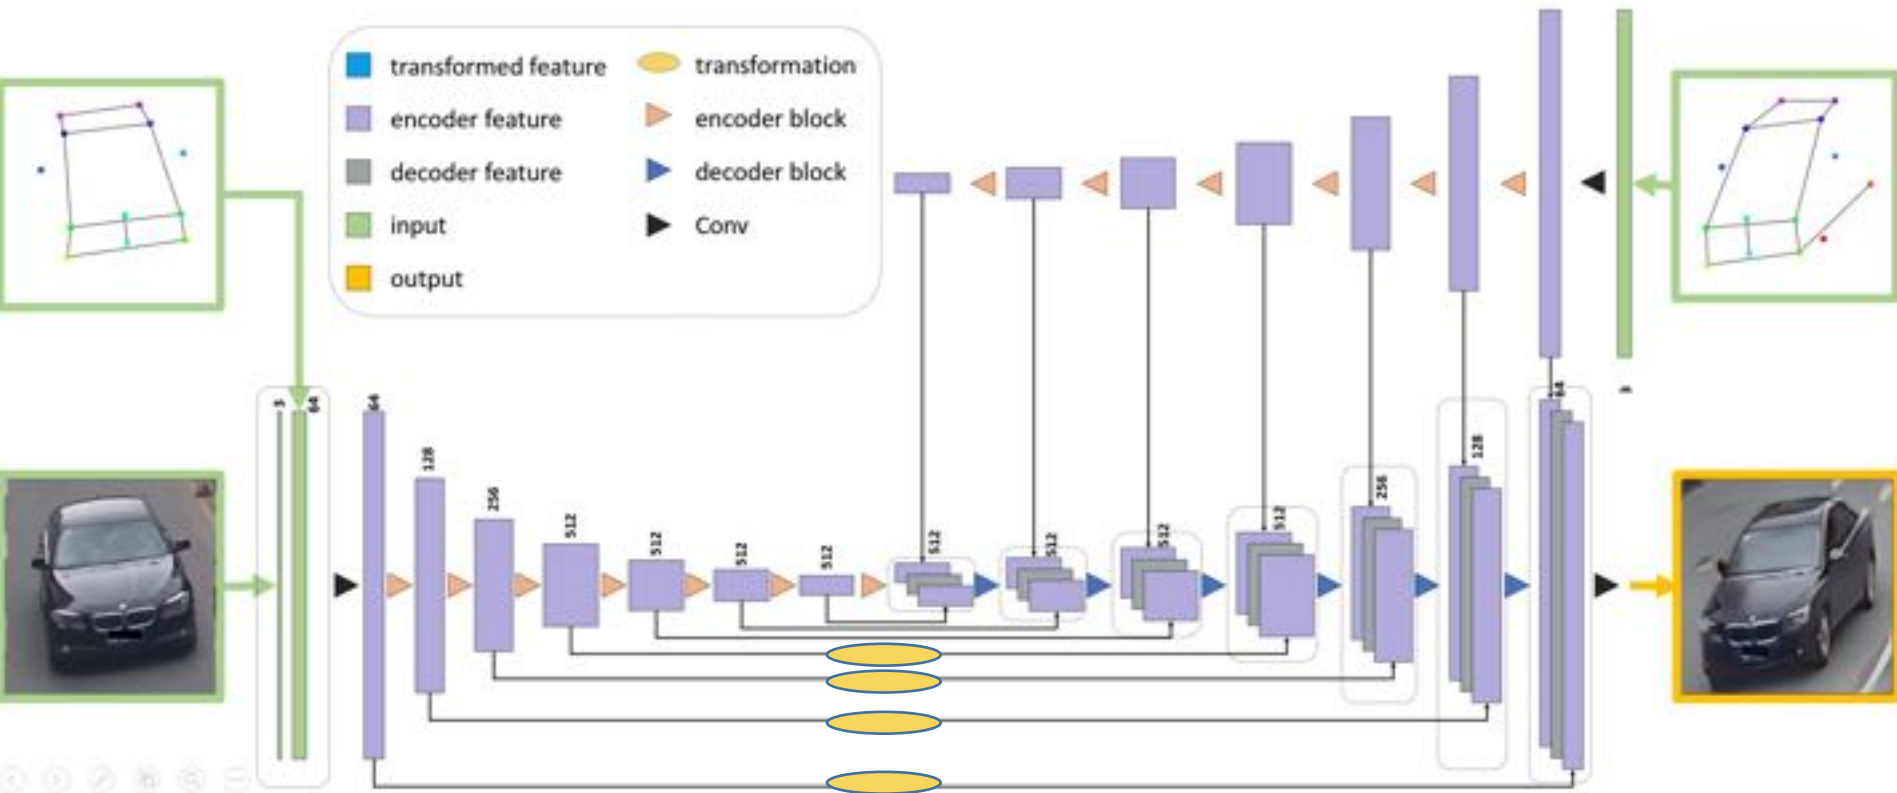 transformed feature
transformation
encoder feature
encoder block
decoder feature
decoder block
input
Conv
output
3
64
64
128
256
512
512
512
512
512
512
512
512
256
128
64